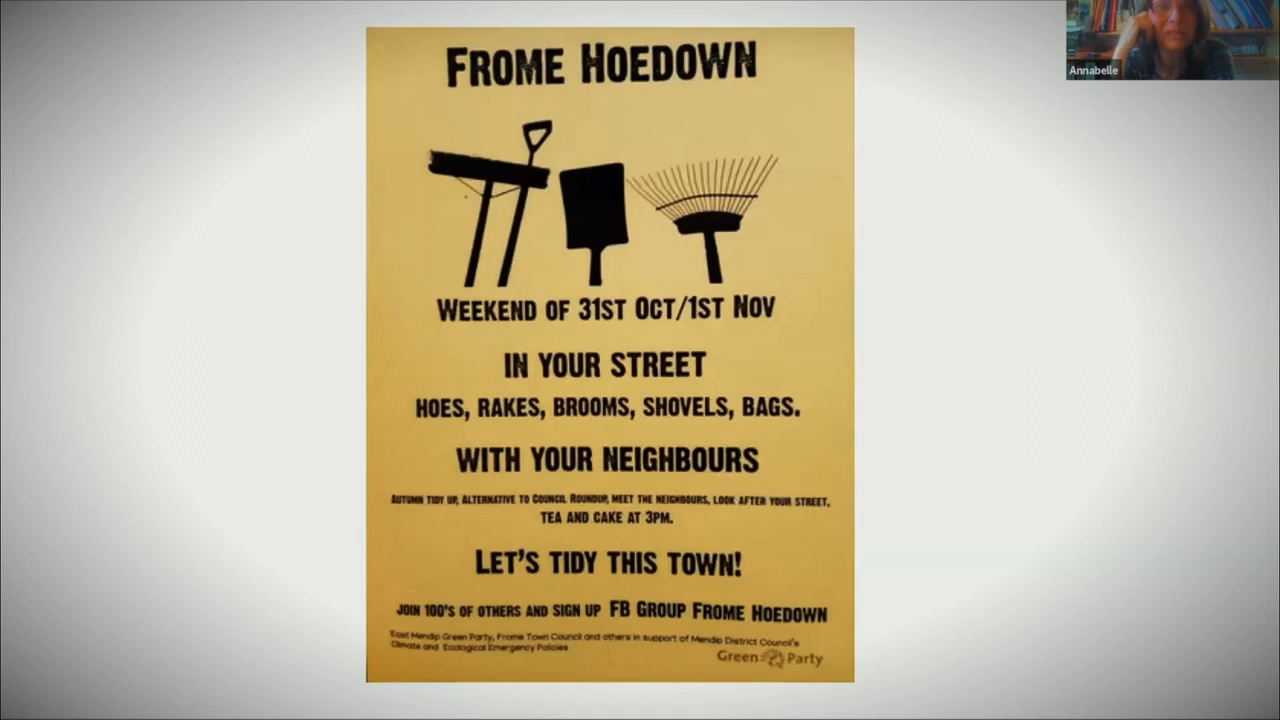 FROME HOEDOWN
WEEKEND OF 31ST OCT/1ST NOV
IN YOUR STREET
HOES, RAKES, BROOMS, SHOVELS, BAGS.
WITH YOUR NEIGHBOURS
AUTUMN TIDY UP, ALTERNATIVE TO COUNCIL ROUNDUP, MEET THE NEIGHBOURS, LOOK AFTER YOUR STREET,
TEA AND CAKE AT 3PM.
LET'S TIDY THIS TOWN!
JOIN 100'S OF OTHERS AND SIGN UP FB GROUP FROME HOEDOWN
East Mendip Green Party, Frome Town Council and others in support of Mendip District Council's
Climate and Ecological Emergency Policies
Green Party
Annabelle